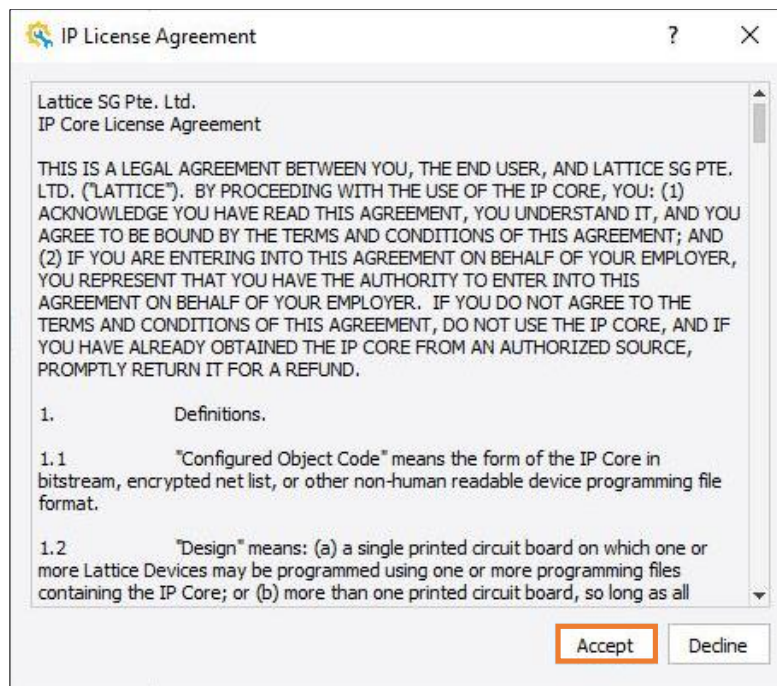 IP License Agreement ? ×
Lattice SG Pte. Ltd.
IP Core License Agreement
THIS IS A LEGAL AGREEMENT BETWEEN YOU, THE END USER, AND LATTICE SG PTE.
LTD. ("LATTICE"). BY PROCEEDING WITH THE USE OF THE IP CORE, YOU: (1)
ACKNOWLEDGE YOU HAVE READ THIS AGREEMENT, YOU UNDERSTAND IT, AND YOU
AGREE TO BE BOUND BY THE TERMS AND CONDITIONS OF THIS AGREEMENT; AND
(2) IF YOU ARE ENTERING INTO THIS AGREEMENT ON BEHALF OF YOUR EMPLOYER,
YOU REPRESENT THAT YOU HAVE THE AUTHORITY TO ENTER INTO THIS
AGREEMENT ON BEHALF OF YOUR EMPLOYER. IF YOU DO NOT AGREE TO THE
TERMS AND CONDITIONS OF THIS AGREEMENT, DO NOT USE THE IP CORE, AND IF
YOU HAVE ALREADY OBTAINED THE IP CORE FROM AN AUTHORIZED SOURCE,
PROMPTLY RETURN IT FOR A REFUND.
1. Definitions.
1.1 "Configured Object Code" means the form of the IP Core in
bitstream, encrypted net list, or other non-human readable device programming file
format.
1.2 "Design" means: (a) a single printed circuit board on which one or
more Lattice Devices may be programmed using one or more programming files
containing the IP Core; or (b) more than one printed circuit board, so long as all
Accept Decline